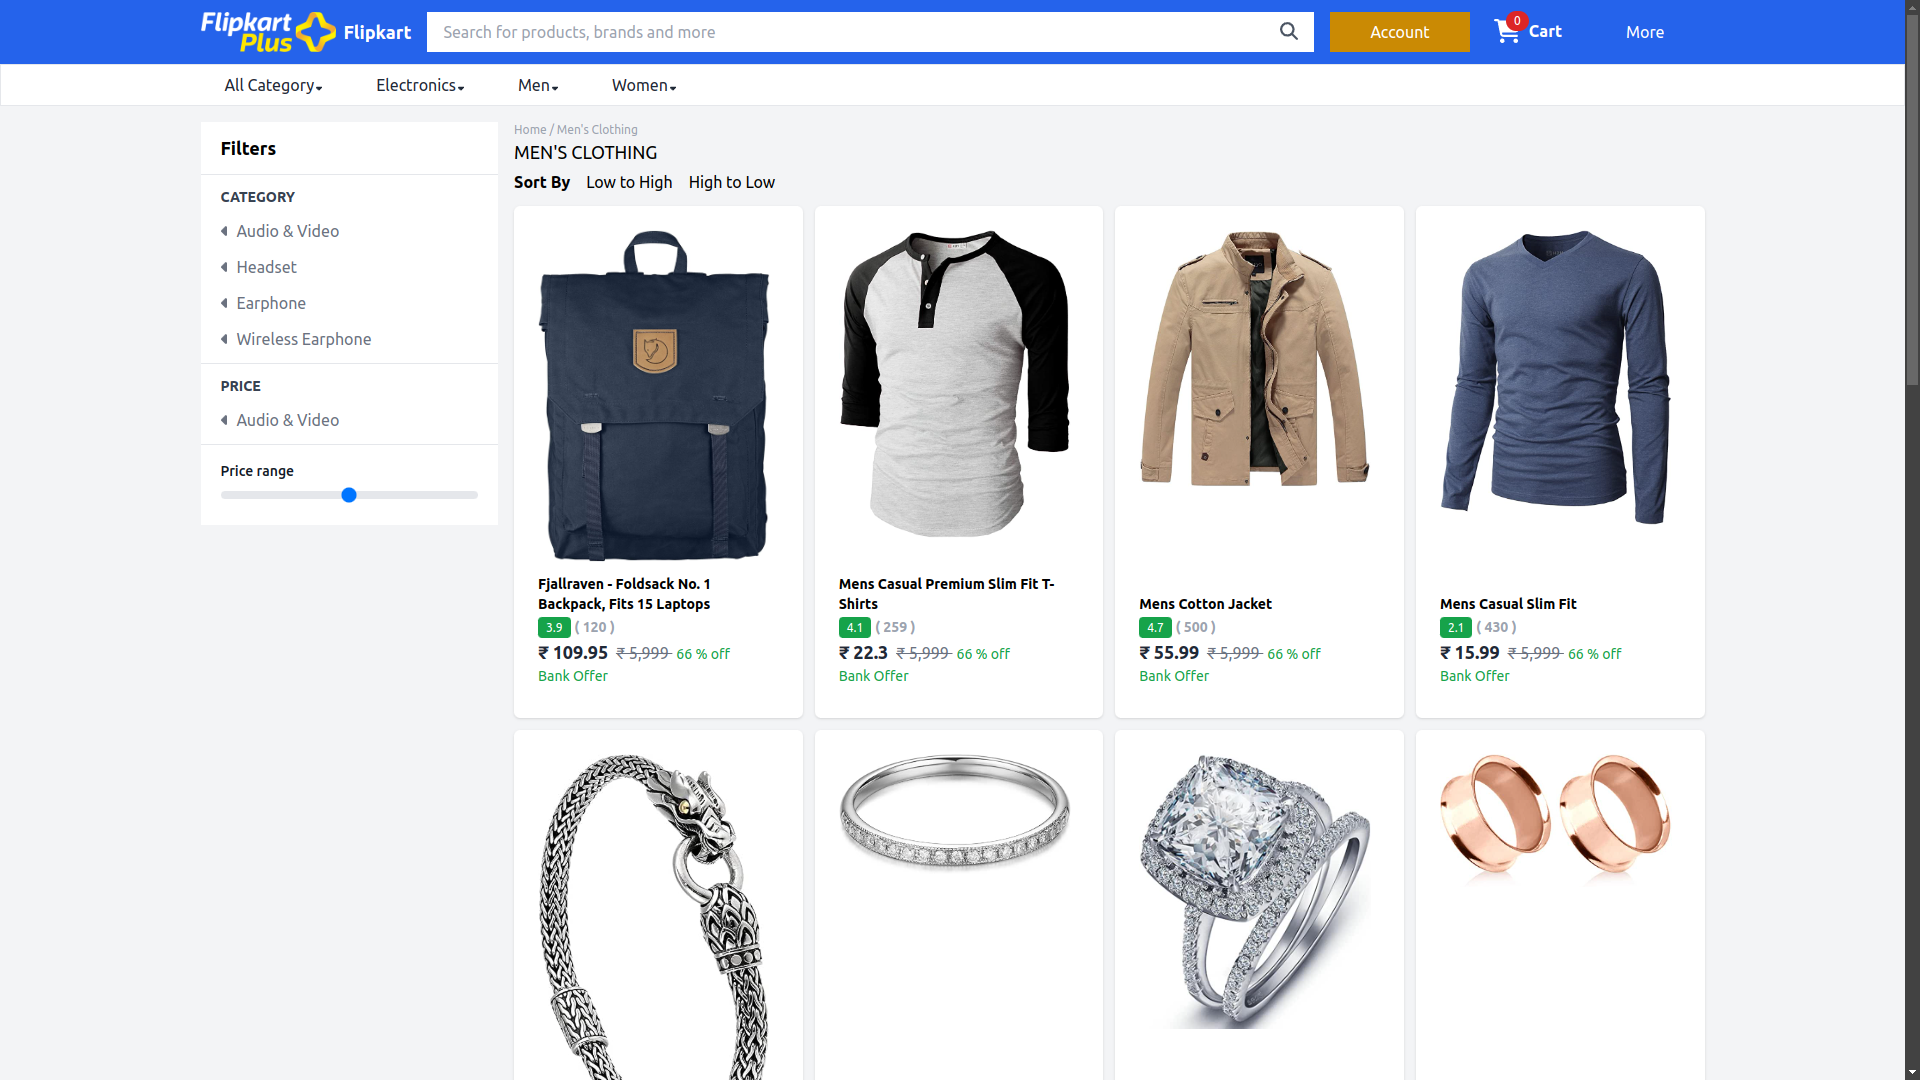 Flipkart
Plus
Flipkart
Search for products, brands and more
Account
0
Cart
More
All Category
Electronics
Men
Women
Filters
CATEGORY
Audio & Video
Headset
Earphone
Wireless Earphone
PRICE
Audio & Video
Price range
Home / Men's Clothing
MEN'S CLOTHING
Sort By Low to High High to Low
Fjallraven - Foldsack No. 1
Backpack, Fits 15 Laptops
3.9 ( 120 )
₹ 109.95 ₹ 5,999 66 % off
Bank Offer
Mens Casual Premium Slim Fit T-
Shirts
4.1 ( 259 )
₹ 22.3 ₹ 5,999 66 % off
Bank Offer
Mens Cotton Jacket
4.7 ( 500 )
₹ 55.99 ₹ 5,999 66 % off
Bank Offer
Mens Casual Slim Fit
2.1 ( 430 )
₹ 15.99 ₹ 5,999 66 % off
Bank Offer